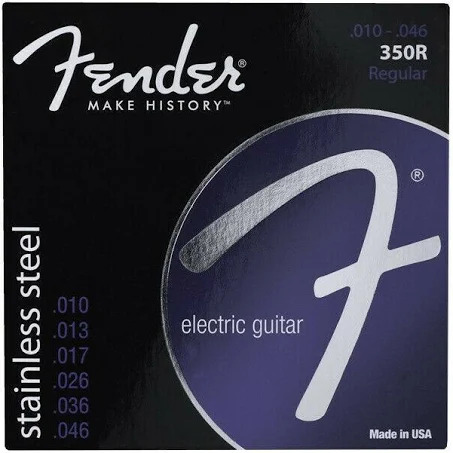 Fender®
MAKE HISTORY™
.010 - .046
350R
Regular
F®
stainless steel
.010
.013
.017
.026
.036
.046
electric guitar
Made in USA